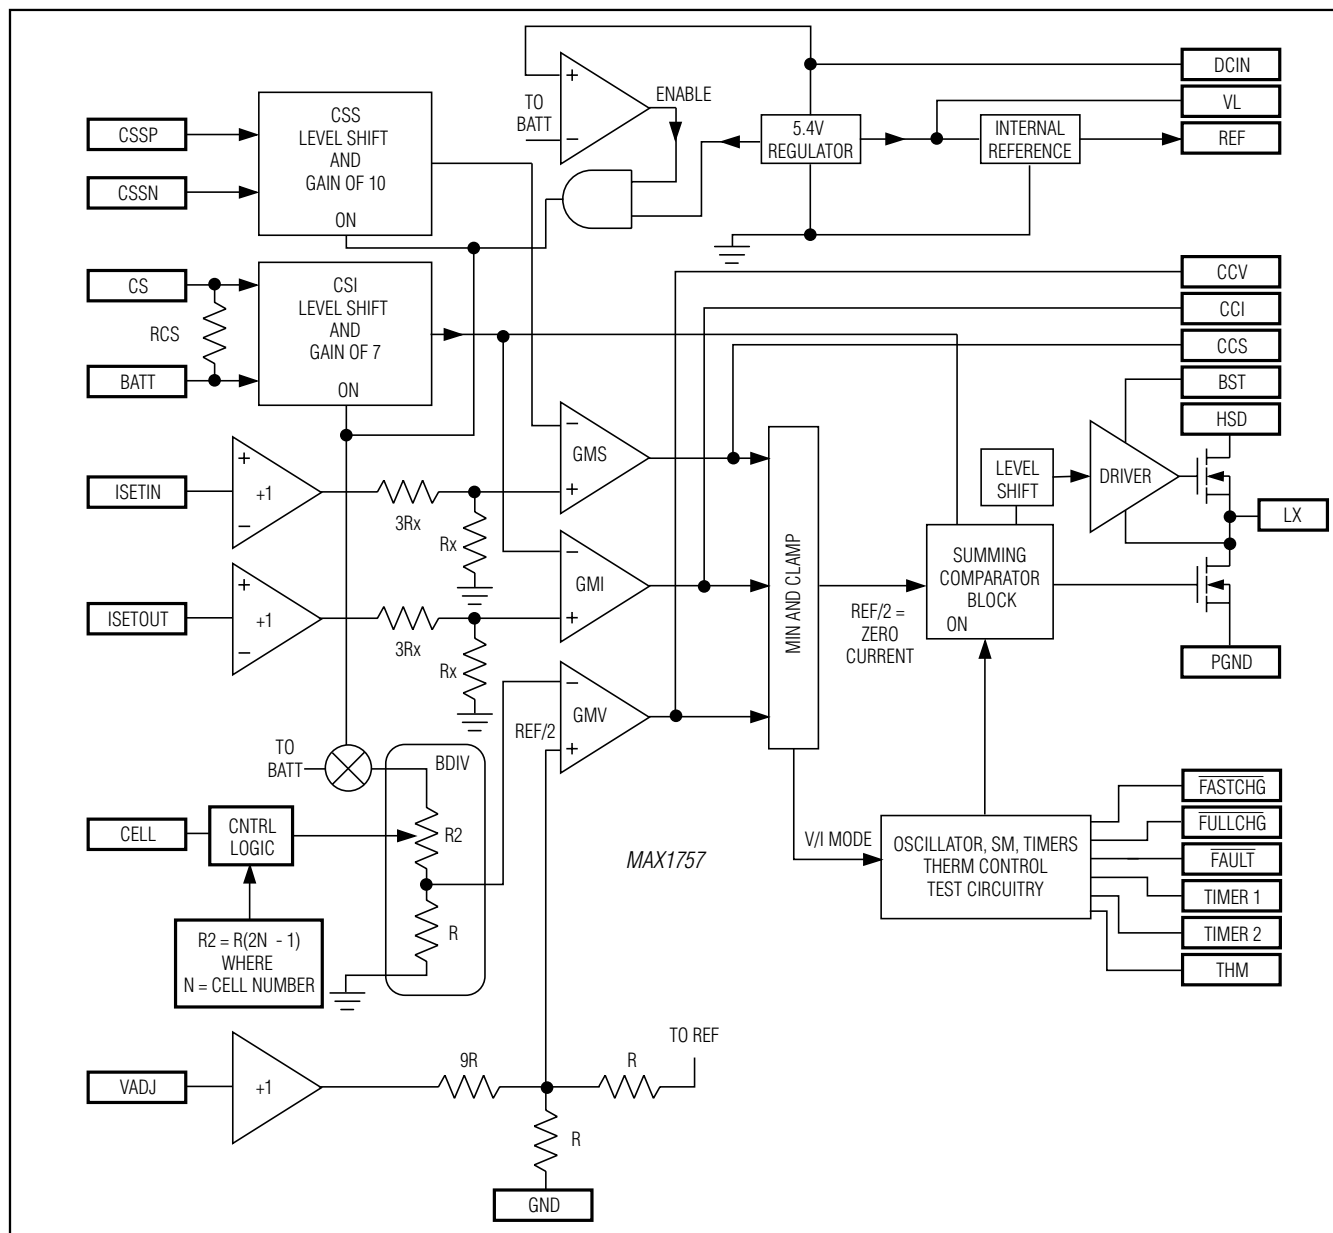 CSSP
CSSN
CSS
LEVEL SHIFT
AND
GAIN OF 10
ON
+
−
TO
BATT
ENABLE
5.4V
REGULATOR
INTERNAL
REFERENCE
DCIN
VL
REF
CS
RCS
BATT
CSI
LEVEL SHIFT
AND
GAIN OF 7
ON
CCV
CCI
CCS
BST
HSD
ISETIN
+
+1
−
3Rx
Rx
−
GMS
+
ISETOUT
+
+1
−
3Rx
Rx
−
GMI
+
−
GMV
+
REF/2
MIN AND CLAMP
REF/2 =
ZERO
CURRENT
LEVEL
SHIFT
DRIVER
LX
SUMMING
COMPARATOR
BLOCK
ON
PGND
TO
BATT
BDIV
R2
R
CELL
CNTRL
LOGIC
R2 = R(2N - 1)
WHERE
N = CELL NUMBER
MAX1757
V/I MODE
OSCILLATOR, SM, TIMERS
THERM CONTROL
TEST CIRCUITRY
FASTCHG
FULLCHG
FAULT
TIMER 1
TIMER 2
THM
VADJ
+1
9R
R
TO REF
R
GND